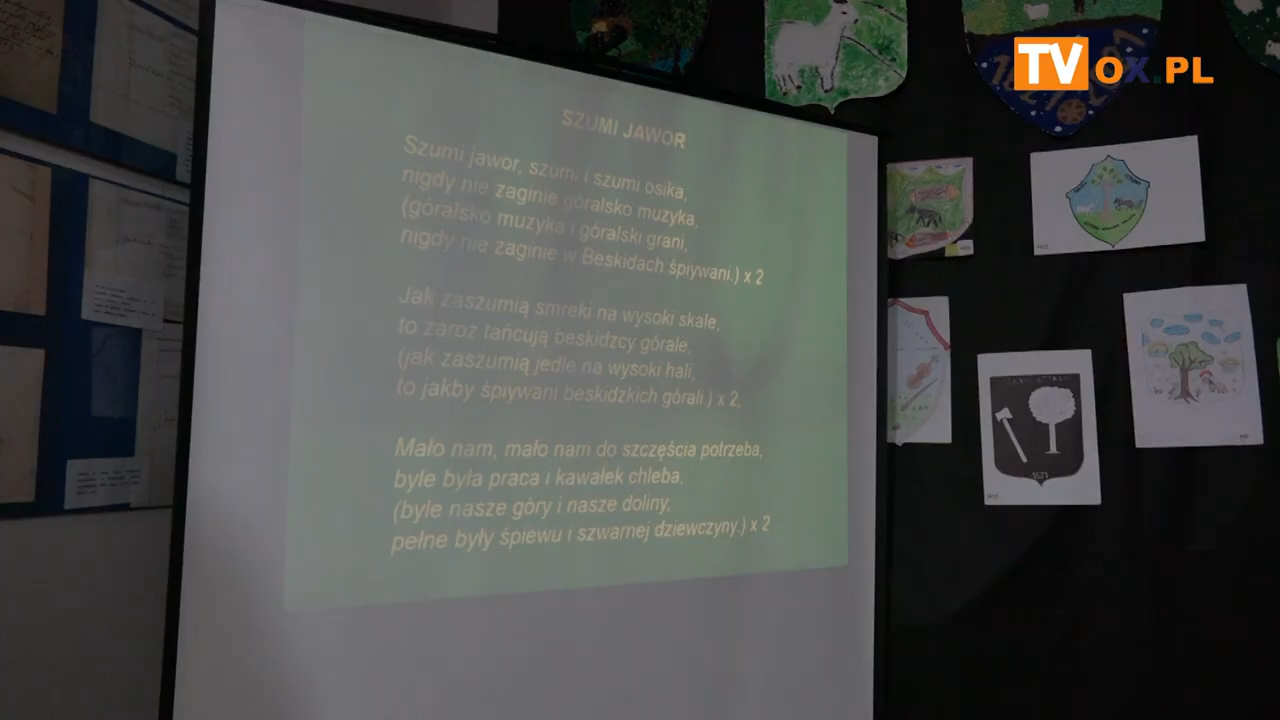 TVOX.PL
SZUMI JAWOR
Szumi jawor, szumi i szumi osika,
nigdy nie zaginie góralsko muzyka,
(góralsko muzyka i góralski grani,
nigdy nie zaginie w Beskidach śpiywani.) x 2
Jak zaszumią smreki na wysoki skale,
to zaroz tańcują beskidzcy górale,
(jak zaszumią jedle na wysoki hali,
to jakby śpiywani beskidzkich górali.) x 2,
Mało nam, mało nam do szczęścia potrzeba,
byle była praca i kawałek chleba,
(byle nasze góry i nasze doliny,
pełne były śpiewu i szwarnej dziewczyny.) x 2